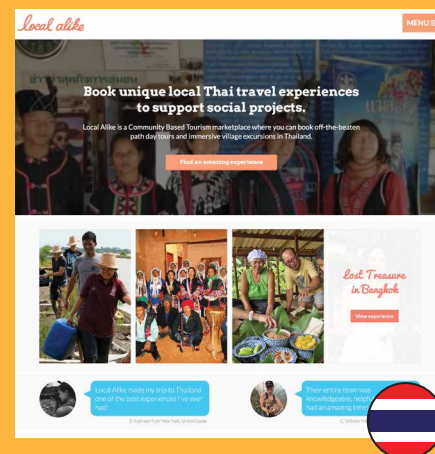 local alike
MENU
Book unique local Thai travel experiences
to support social projects.
Local Alike is a Community Based Tourism marketplace where you can book off-the-beaten
path day tours and immersive village excursions in Thailand.
Find an amazing experience
Lost Treasure
in Bangkok
View experience
Local Alike made my trip to Thailand
one of the best experiences I've ever
had!
Their entire team was
knowledgeable, helpful
had an amazing time